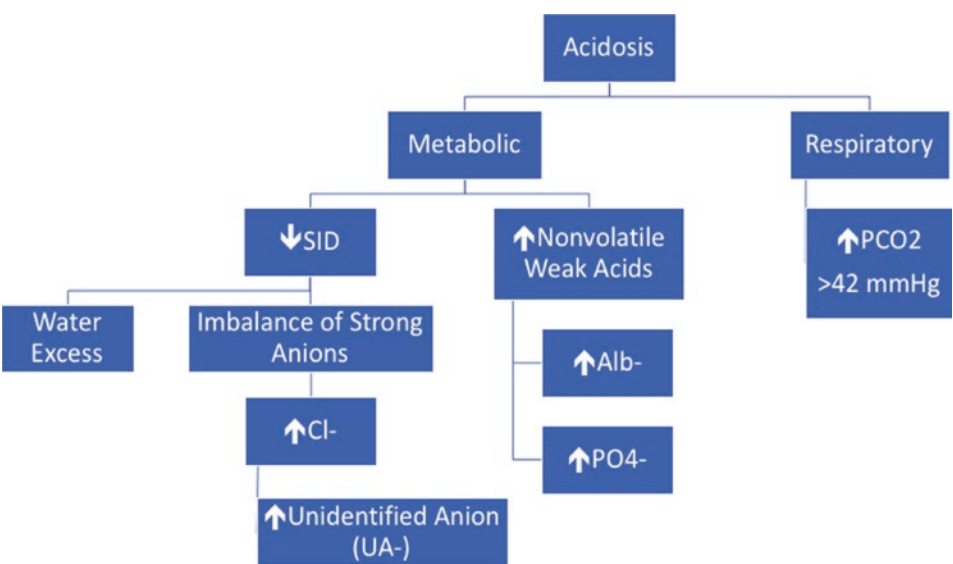 Acidosis
Metabolic
Respiratory
↓SID
↑Nonvolatile
Weak Acids
↑PCO2
>42 mmHg
Water
Excess
Imbalance of Strong
Anions
↑Alb-
↑Cl-
↑PO4-
↑Unidentified Anion
(UA-)